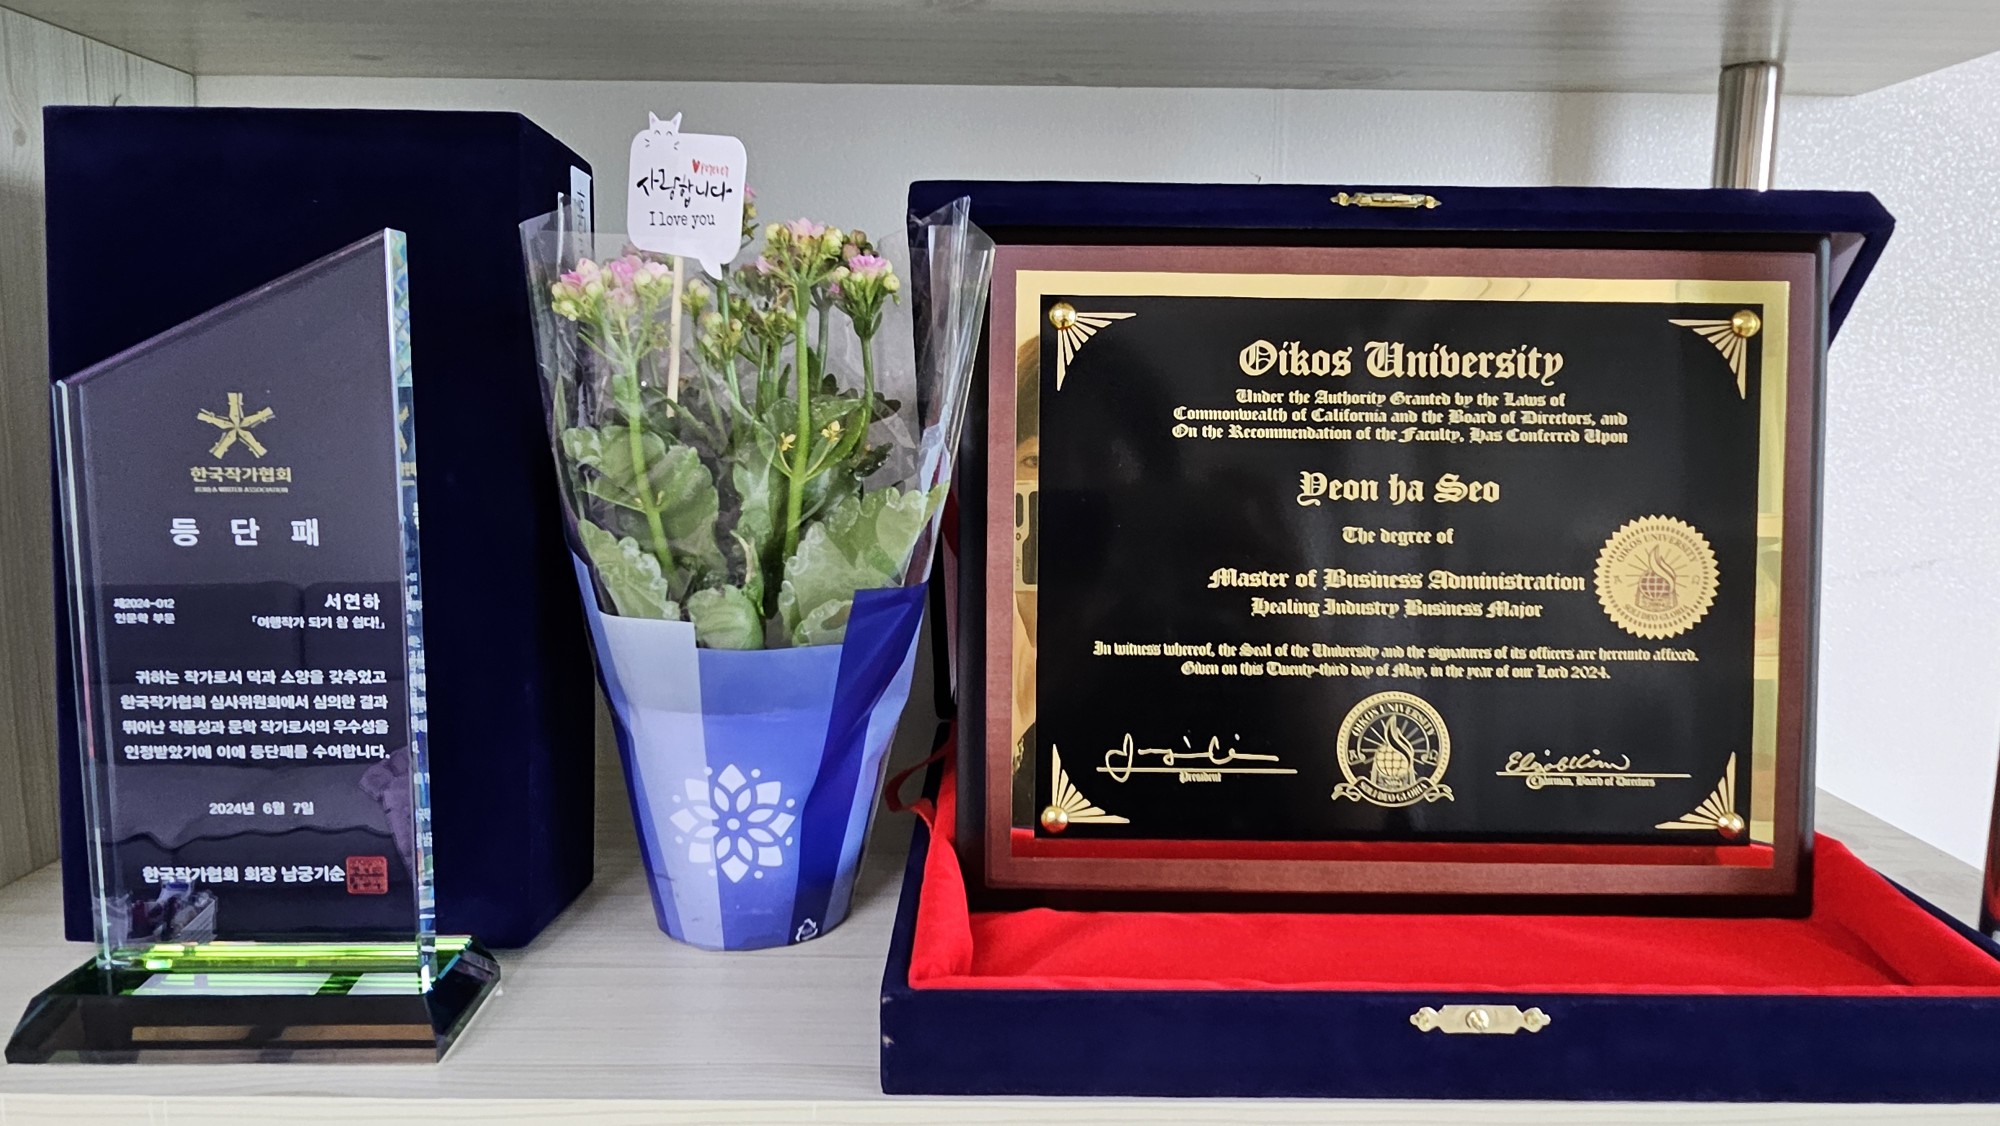 한국작가협회
KOREA WRITER ASSOCIATION
등 단 패
제2024-012
인문학 부문
서연하
「여행작가 되기 참 쉽다!」
귀하는 작가로서 덕과 소양을 갖추었고
한국작가협회 심사위원회에서 심의한 결과
뛰어난 작품성과 문학 작가로서의 우수성을
인정받았기에 이에 등단패를 수여합니다.
2024년 6월 7일
한국작가협회 회장 남궁기순
사랑합니다
I love you
Oikos University
Under the Authority Granted by the Laws of
Commonwealth of California and the Board of Directors, and
On the Recommendation of the Faculty, Has Conferred Upon
Yeon ha Seo
The degree of
Master of Business Administration
Healing Industry Business Major
OIKOS UNIVERSITY
SOLI DEO GLORIA
In witness whereof, the Seal of the University and the signatures of its officers are hereunto affixed.
Given on this Twenty-third day of May, in the year of our Lord 2024.
President
OIKOS UNIVERSITY
SOLI DEO GLORIA
Chairman, Board of Directors